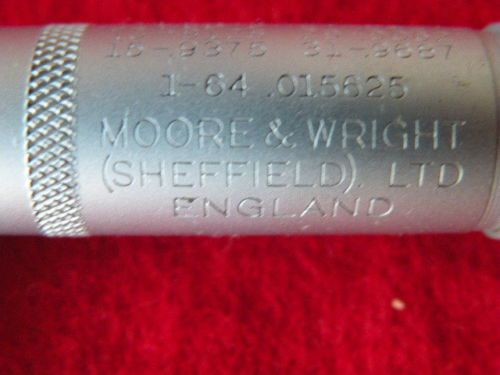 15-.9375 31-.9687
1-64 .015625
MOORE & WRIGHT
(SHEFFIELD). LTD
ENGLAND